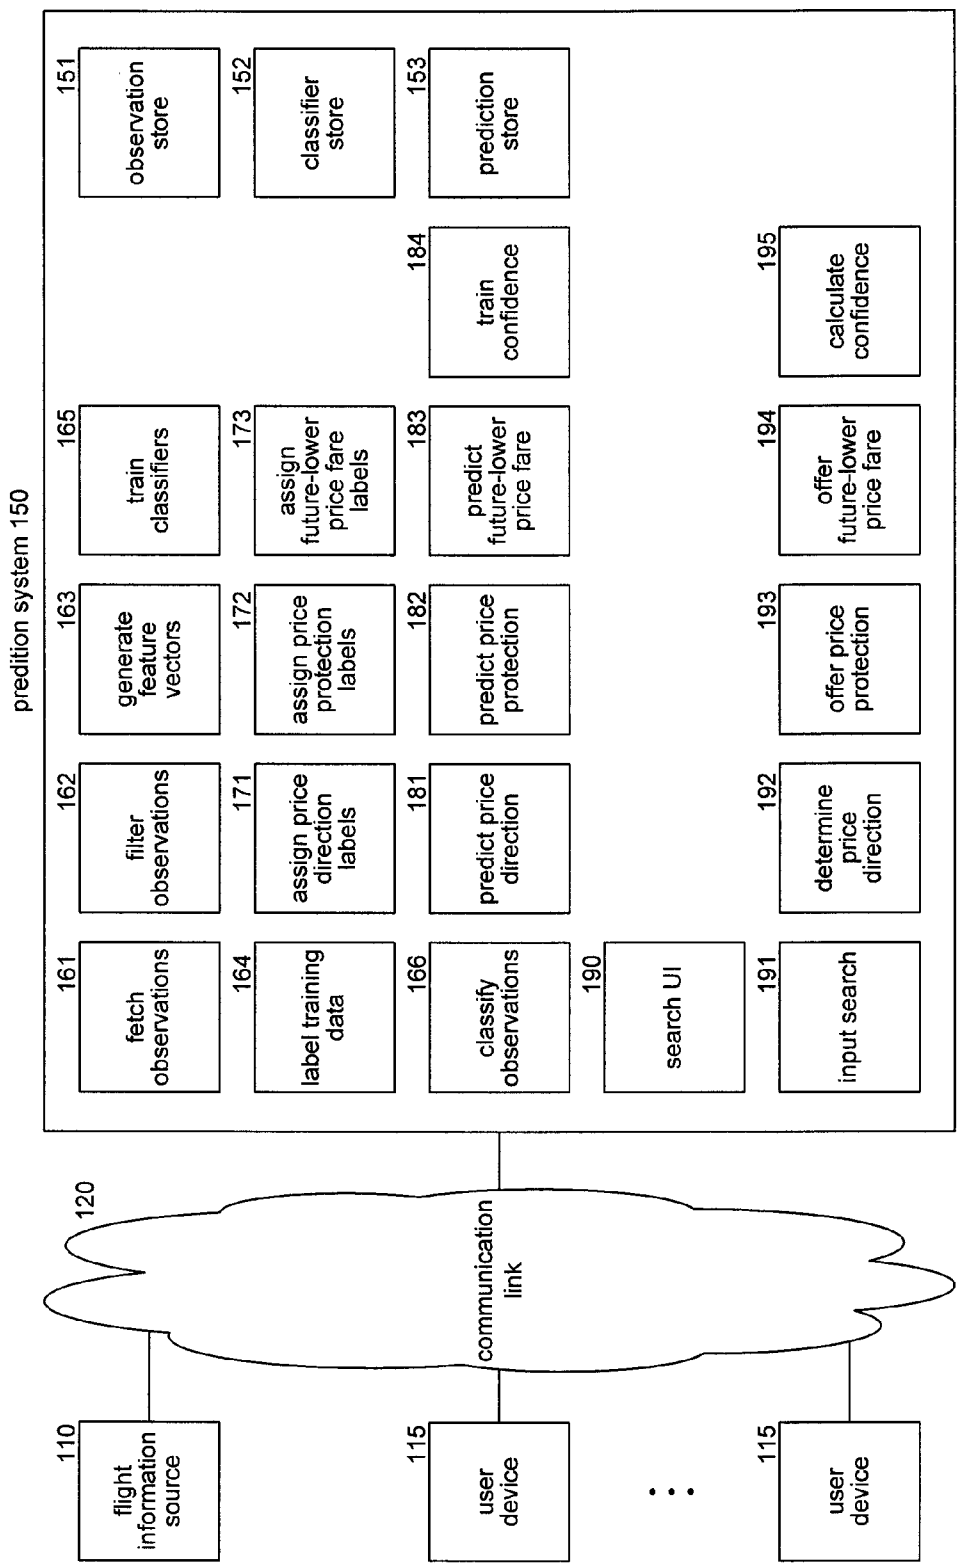 predition system 150
110
flight
information
source
115
user
device
• • •
115
user
device
120
communication
link
161
fetch
observations
162
filter
observations
163
generate
feature
vectors
165
train
classifiers
151
observation
store
164
label training
data
171
assign price
direction
labels
172
assign price
protection
labels
173
assign
future-lower
price fare
labels
152
classifier
store
166
classify
observations
181
predict price
direction
182
predict price
protection
183
predict
future-lower
price fare
184
train
confidence
153
prediction
store
190
search UI
191
input search
192
determine
price
direction
193
offer price
protection
194
offer
future-lower
price fare
195
calculate
confidence